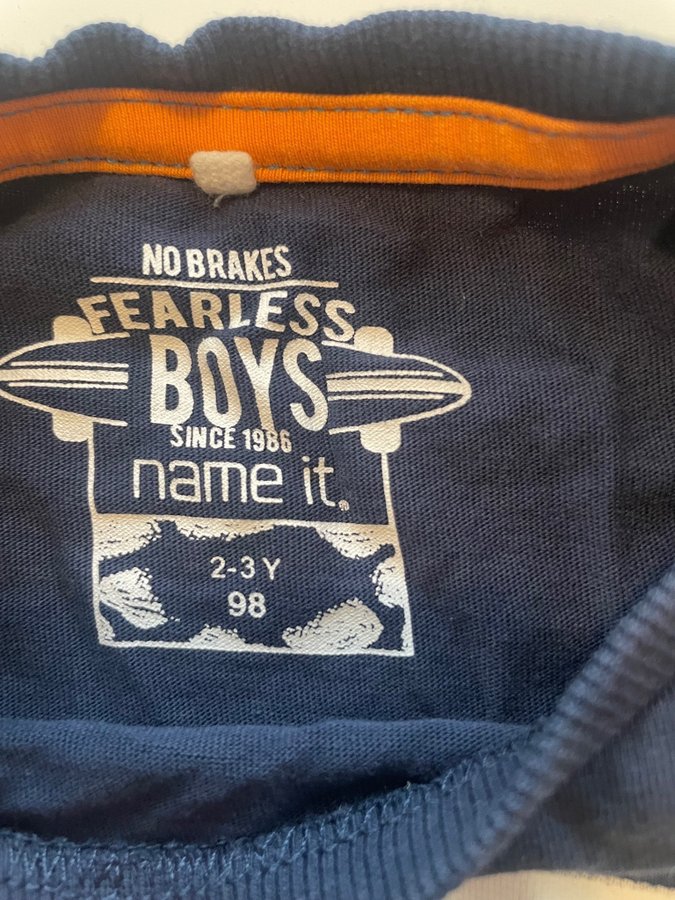 NO BRAKES
FEARLESS
BOYS
SINCE 1986
name it.®
2-3 Y
98